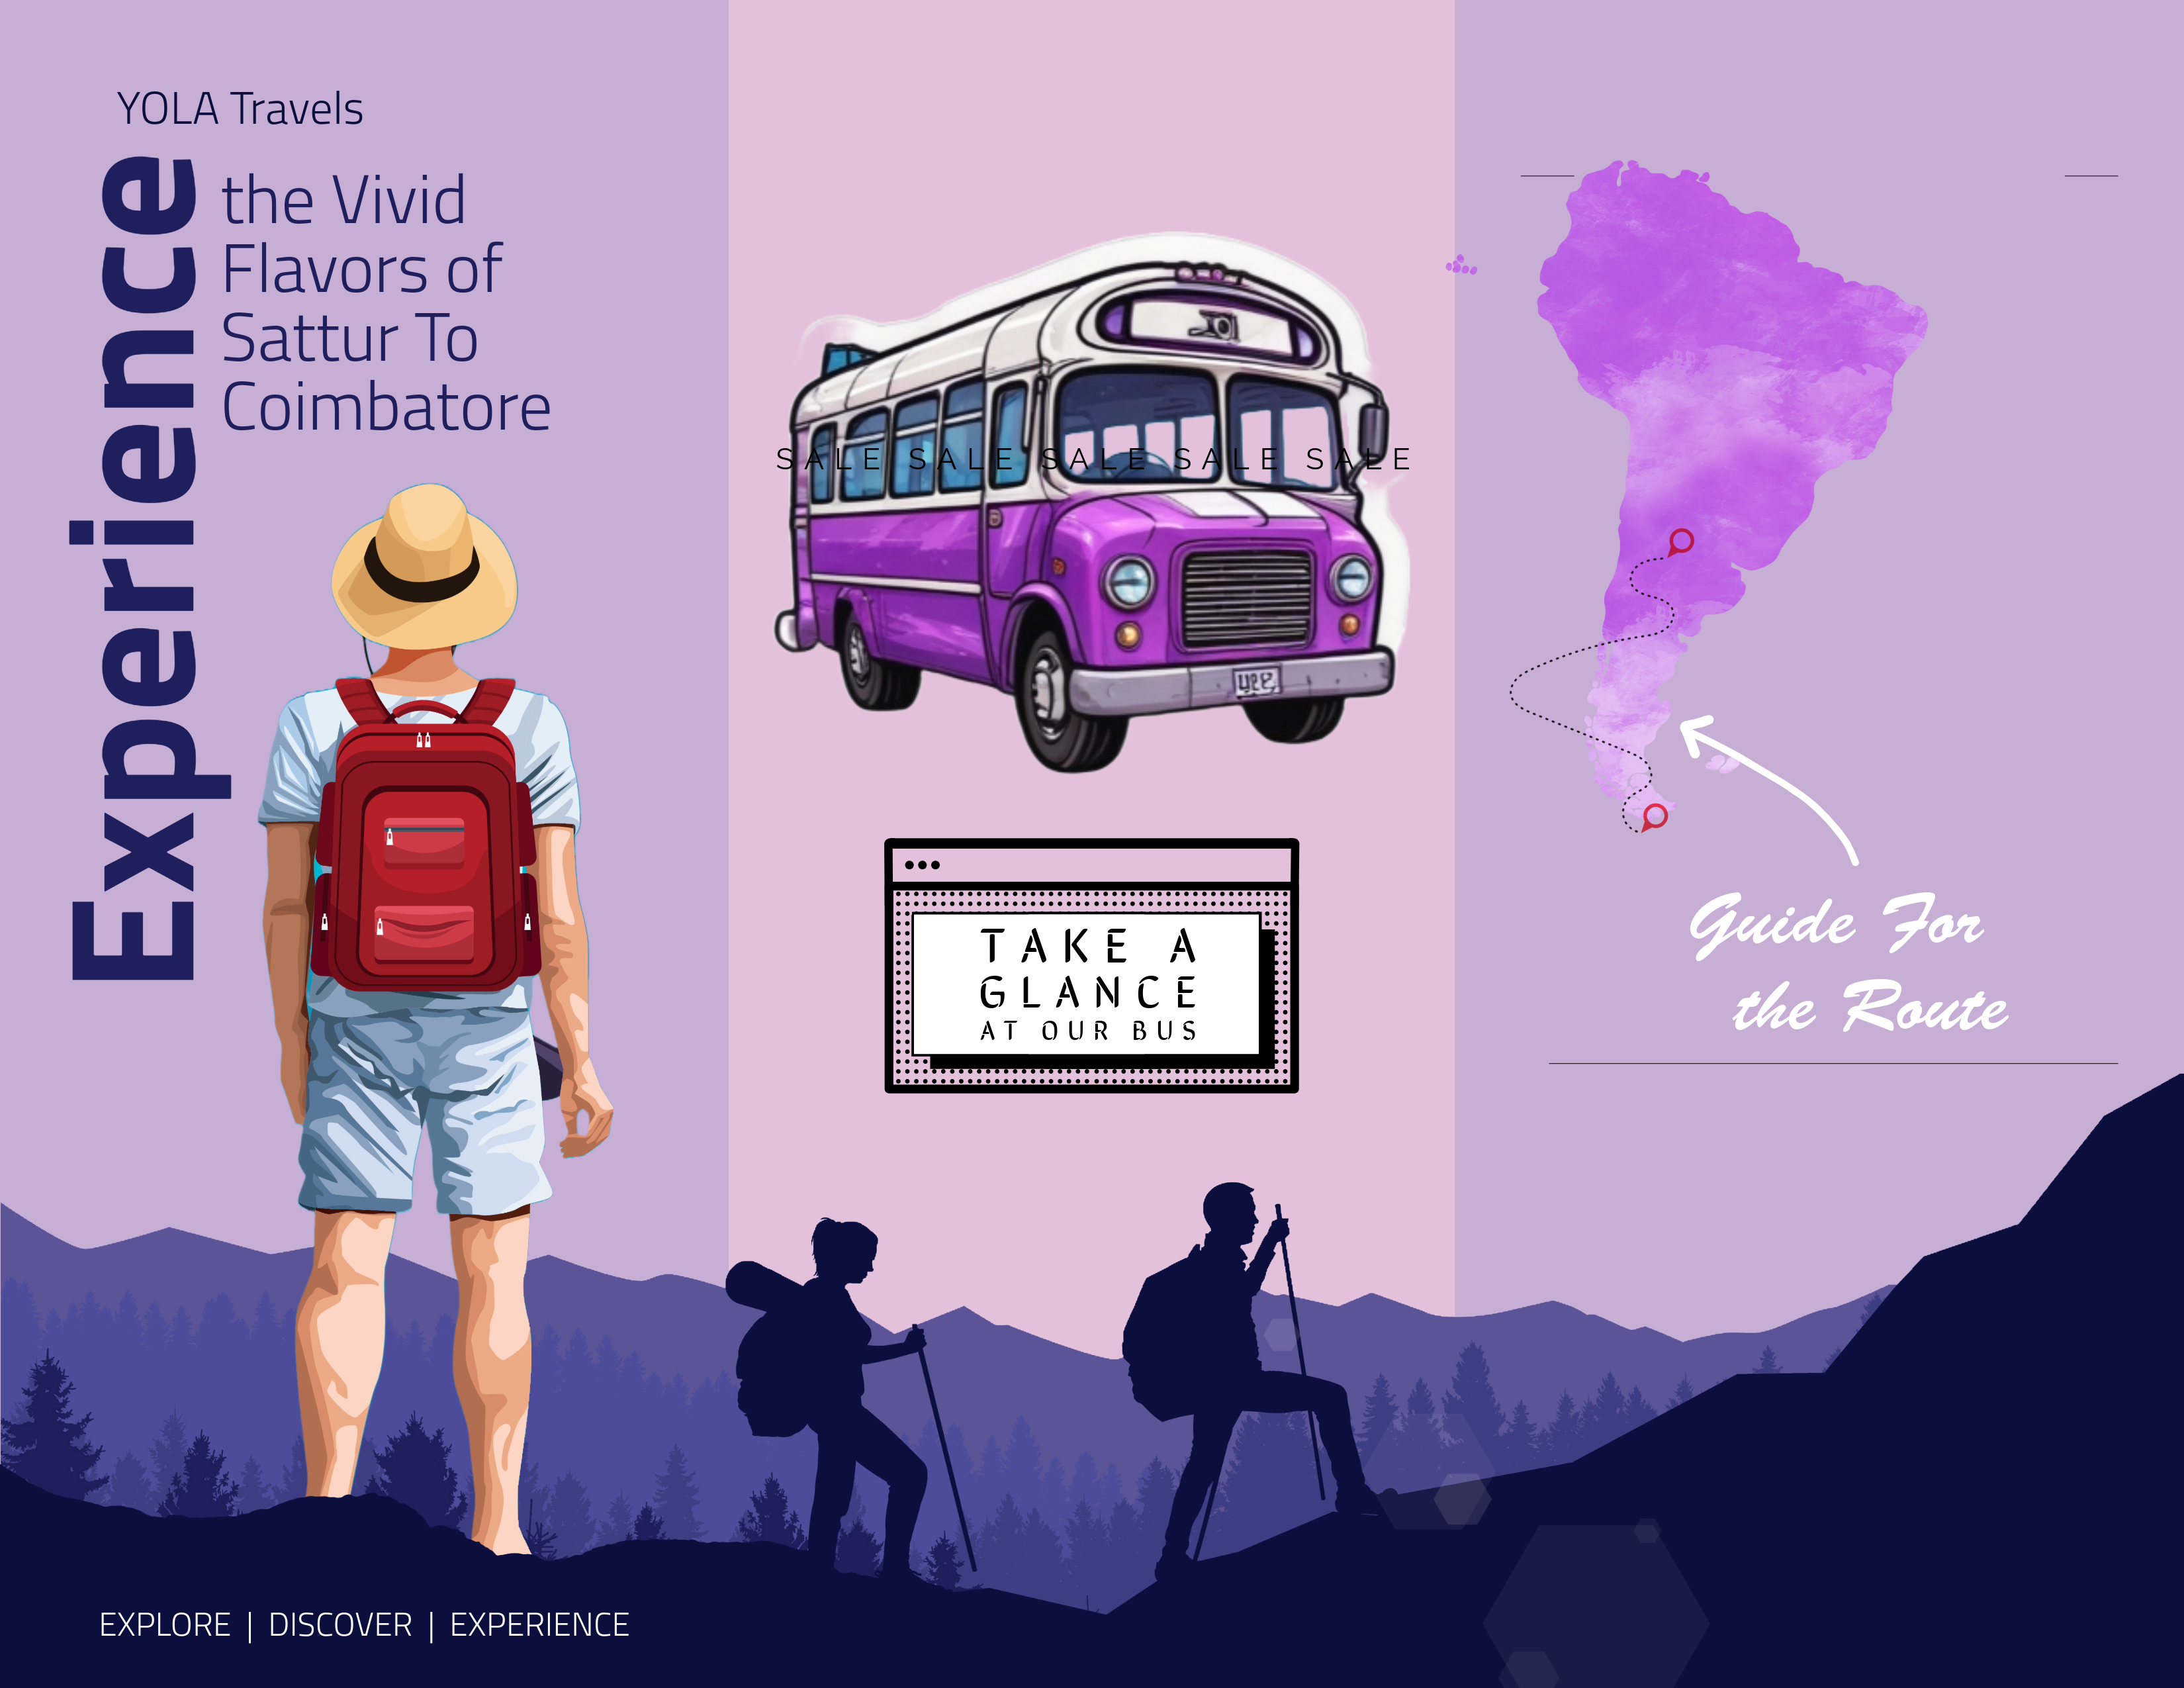 YOLA Travels
Experience
the Vivid
Flavors of
Sattur To
Coimbatore
EXPLORE | DISCOVER | EXPERIENCE
SALE SALE SALE SALE SALE
TAKE A
GLANCE
AT OUR BUS
Guide For
the Route